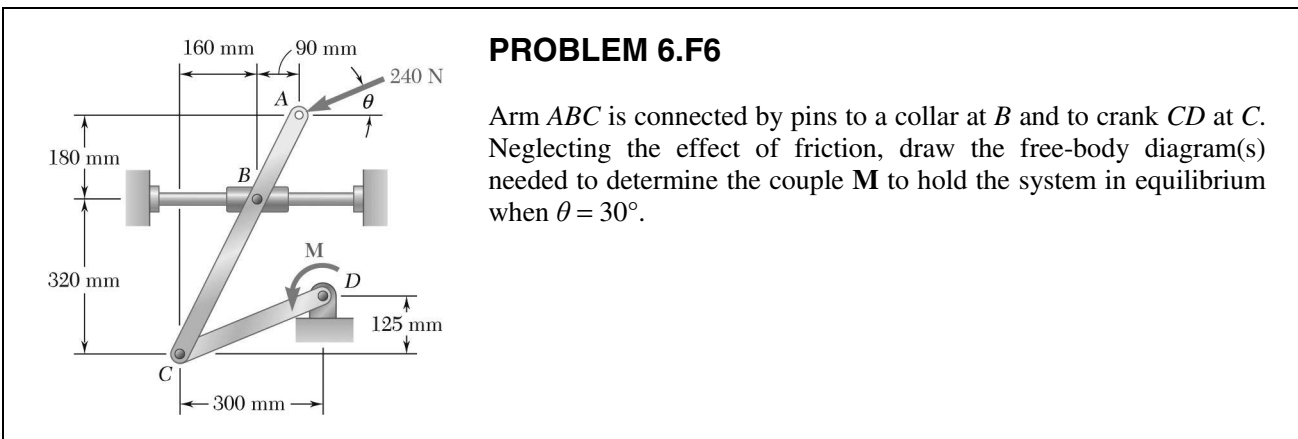 PROBLEM 6.F6
Arm ABC is connected by pins to a collar at B and to crank CD at C.
Neglecting the effect of friction, draw the free-body diagram(s)
needed to determine the couple M to hold the system in equilibrium
when θ = 30°.
160 mm
90 mm
240 N
A
θ
180 mm
B
M
320 mm
D
125 mm
C
300 mm